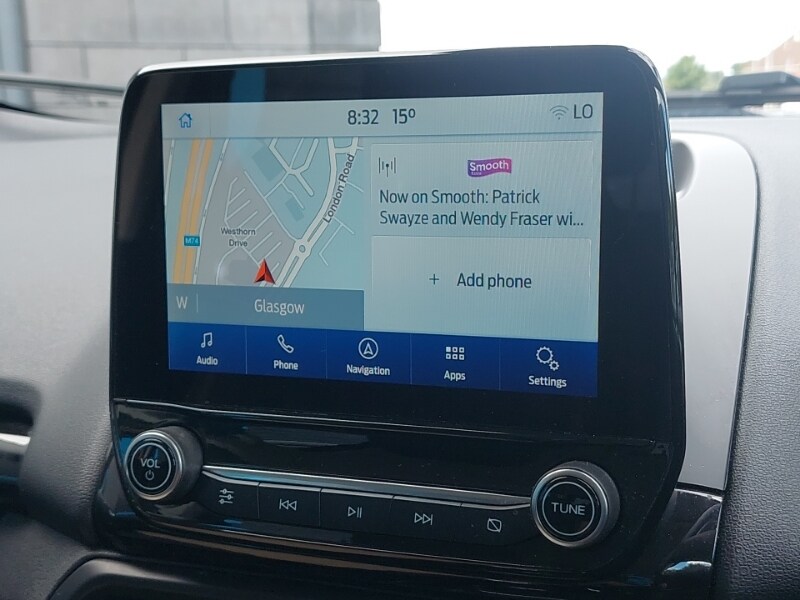 8:32 15°
LO
Smooth
Now on Smooth: Patrick
Swayze and Wendy Fraser wi...
London Road
Westhorn
Drive
M74
W
Glasgow
+ Add phone
Audio
Phone
Navigation
Apps
Settings
VOL
TUNE